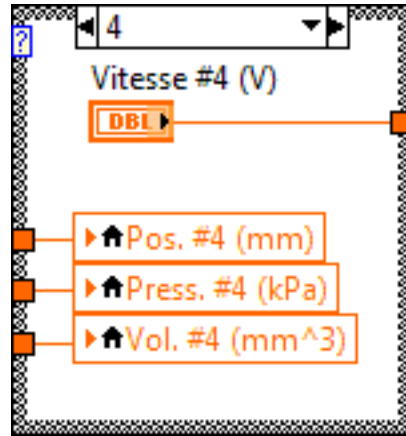 4
?
Vitesse #4 (V)
DBL
Pos. #4 (mm)
Press. #4 (kPa)
Vol. #4 (mm^3)